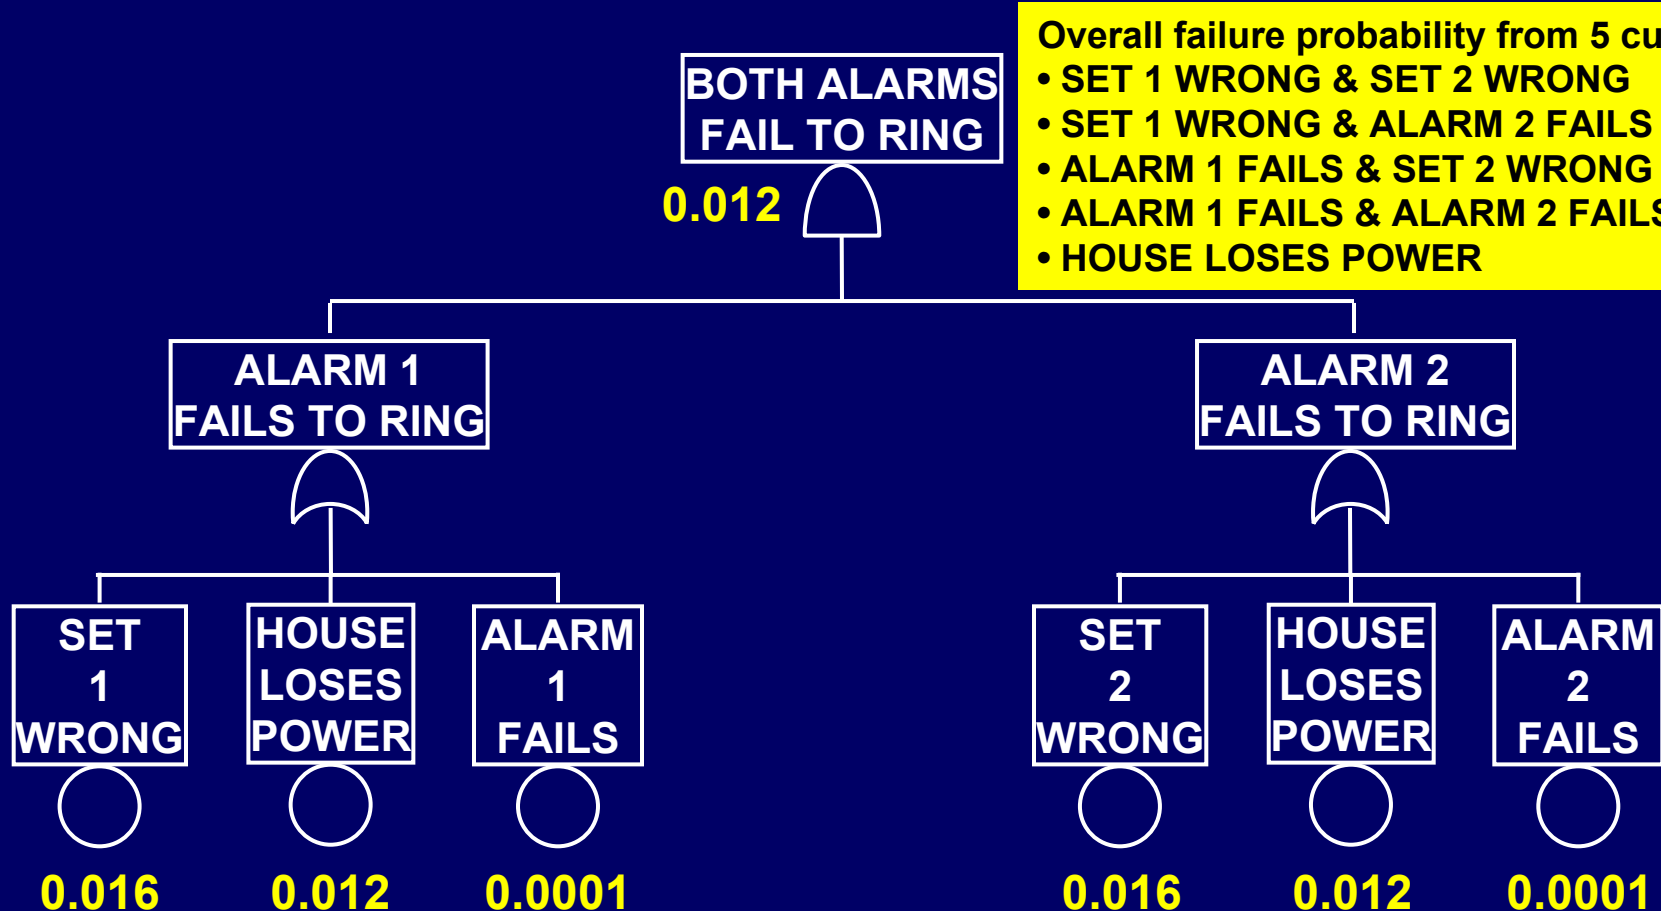 Overall failure probability from 5
• SET 1 WRONG & SET 2 WRONG
• SET 1 WRONG & ALARM 2 FAILS
• ALARM 1 FAILS & SET 2 WRONG
• ALARM 1 FAILS & ALARM 2 FAILS
• HOUSE LOSES POWER
BOTH ALARMS
FAIL TO RING
0.012
ALARM 1
FAILS TO RING
ALARM 2
FAILS TO RING
SET
1
WRONG
HOUSE
LOSES
POWER
ALARM
1
FAILS
SET
2
WRONG
HOUSE
LOSES
POWER
ALARM
2
FAILS
0.016
0.012
0.0001
0.016
0.012
0.0001